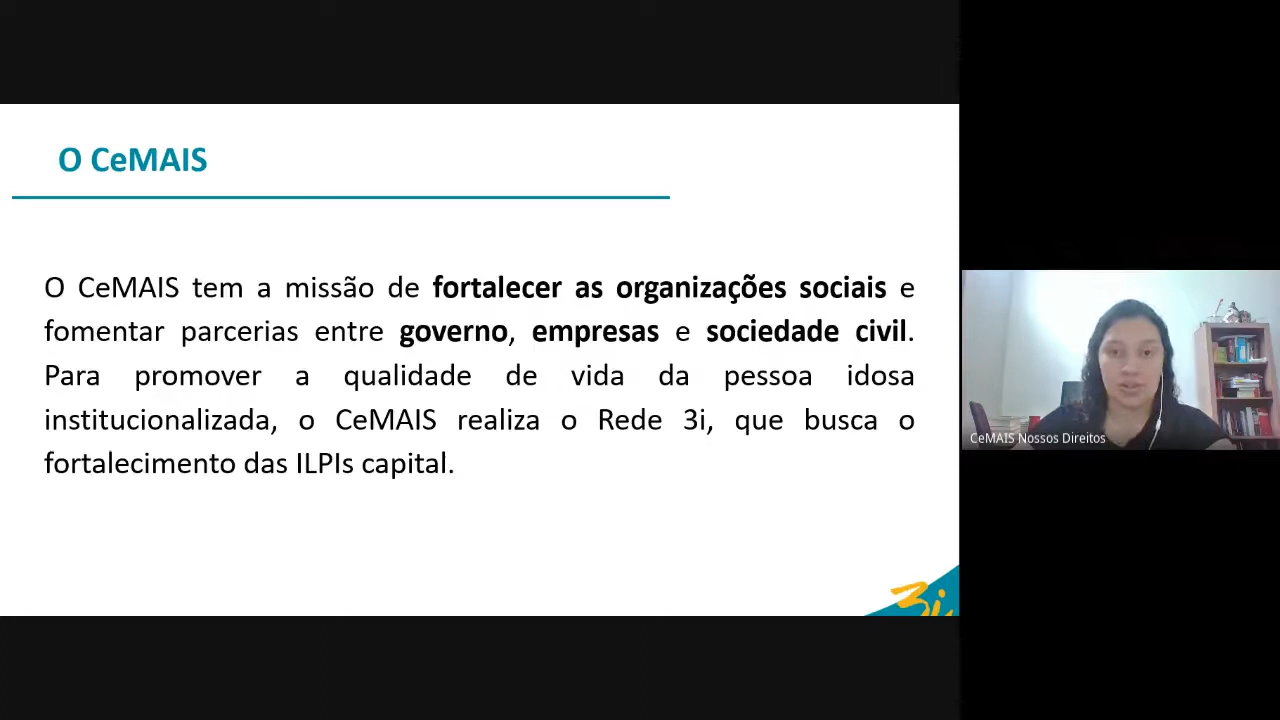 O CeMAIS
O CeMAIS tem a missão de fortalecer as organizações sociais e
fomentar parcerias entre governo, empresas e sociedade civil.
Para promover a qualidade de vida da pessoa idosa
institucionalizada, o CeMAIS realiza o Rede 3i, que busca o
fortalecimento das ILPIs capital.
3i
CeMAIS Nossos Direitos